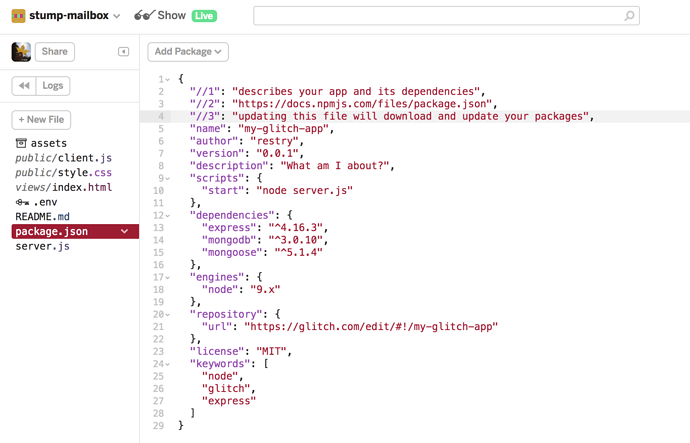 stump-mailbox Show Live
Share
Logs
+ New File
assets
public/client.js
public/style.css
views/index.html
.env
README.md
package.json
server.js
Add Package
1 {
2 "//1": "describes your app and its dependencies",
3 "//2": "https://docs.npmjs.com/files/package.json",
4 "//3": "updating this file will download and update your packages",
5 "name": "my-glitch-app",
6 "author": "restry",
7 "version": "0.0.1",
8 "description": "What am I about?",
9 "scripts": {
10 "start": "node server.js"
11 },
12 "dependencies": {
13 "express": "^4.16.3",
14 "mongodb": "^3.0.10",
15 "mongoose": "^5.1.4"
16 },
17 "engines": {
18 "node": "9.x"
19 },
20 "repository": {
21 "url": "https://glitch.com/edit/#!/my-glitch-app"
22 },
23 "license": "MIT",
24 "keywords": [
25 "node",
26 "glitch",
27 "express"
28 ]
29 }